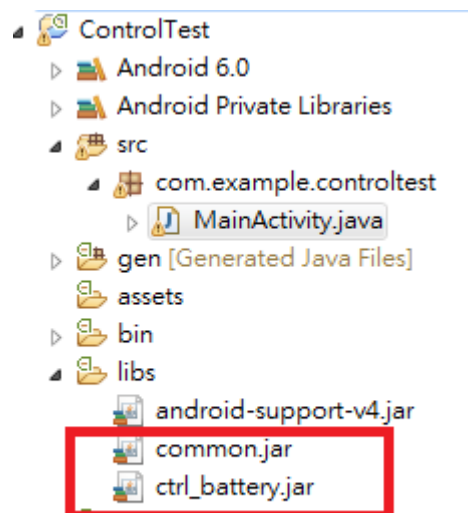 ControlTest
Android 6.0
Android Private Libraries
src
com.example.controltest
MainActivity.java
gen [Generated Java Files]
assets
bin
libs
android-support-v4.jar
common.jar
ctrl_battery.jar